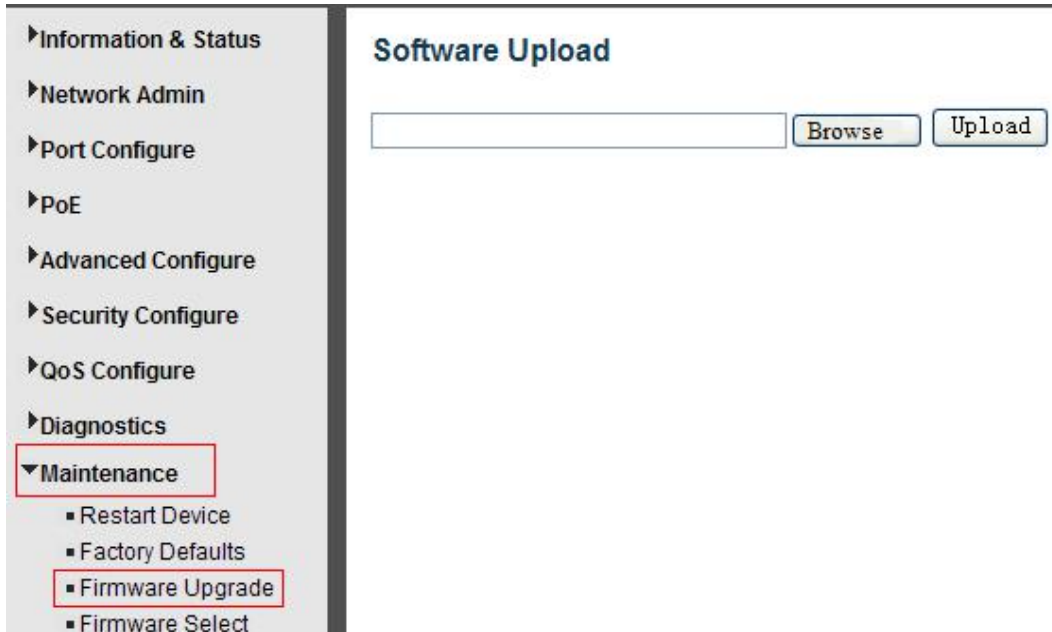 Information & Status
Network Admin
Port Configure
PoE
Advanced Configure
Security Configure
QoS Configure
Diagnostics
Maintenance
Restart Device
Factory Defaults
Firmware Upgrade
Firmware Select
Software Upload
Browse Upload